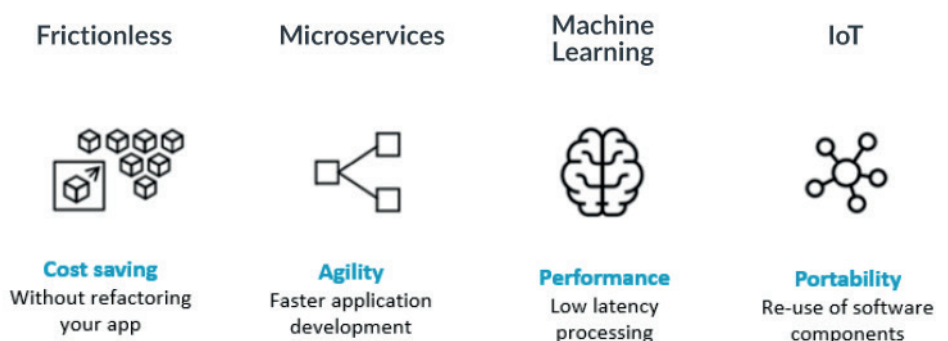 Frictionless
Microservices
Machine
Learning
IoT
Cost saving
Without refactoring
your app
Agility
Faster application
development
Performance
Low latency
processing
Portability
Re-use of software
components